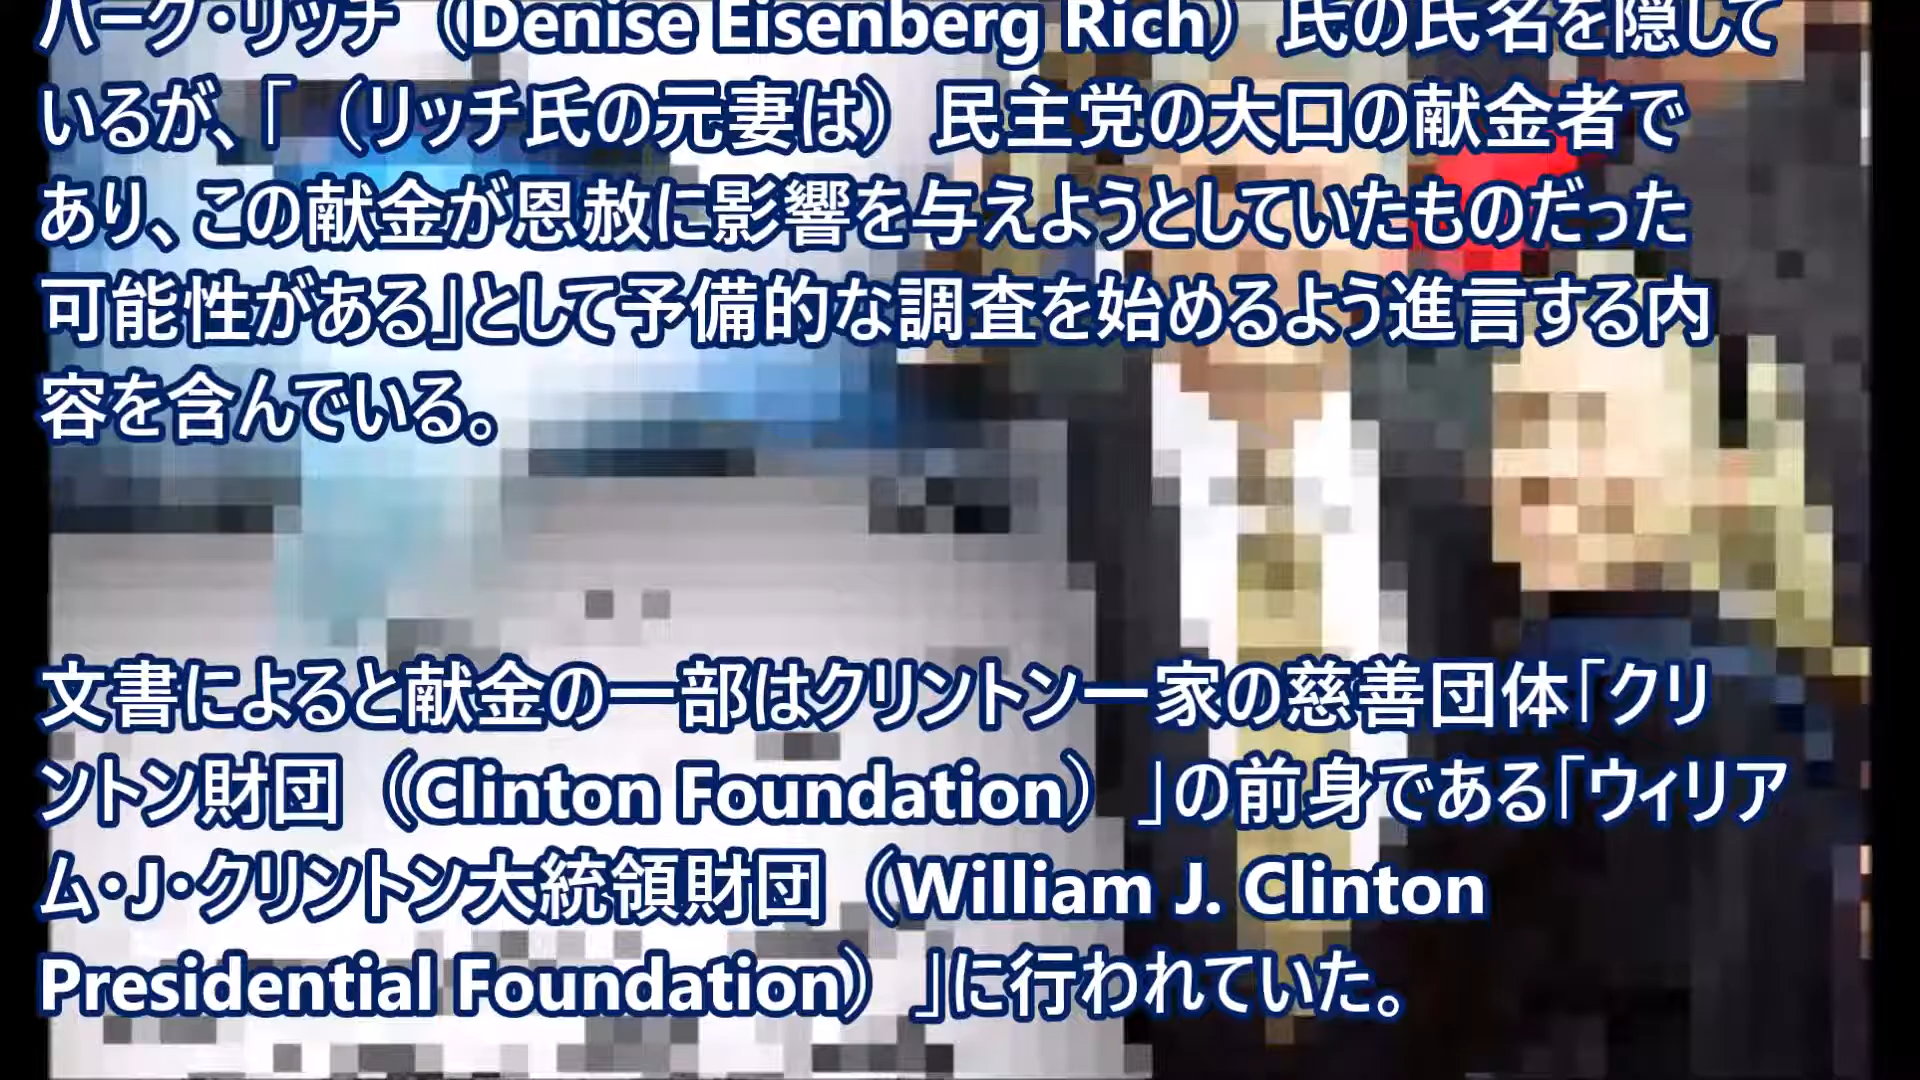 バーグ・リッチ（Denise Eisenberg Rich）氏の氏名を隠して
いるが、「（リッチ氏の元妻は）民主党の大口の献金者で
あり、この献金が恩赦に影響を与えようとしていたものだった
可能性がある」として予備的な調査を始めるよう進言する内
容を含んでいる。
文書によると献金の一部はクリントン一家の慈善団体「クリ
ントン財団（Clinton Foundation）」の前身である「ウィリア
ム・J・クリントン大統領財団（William J. Clinton
Presidential Foundation）」に行われていた。